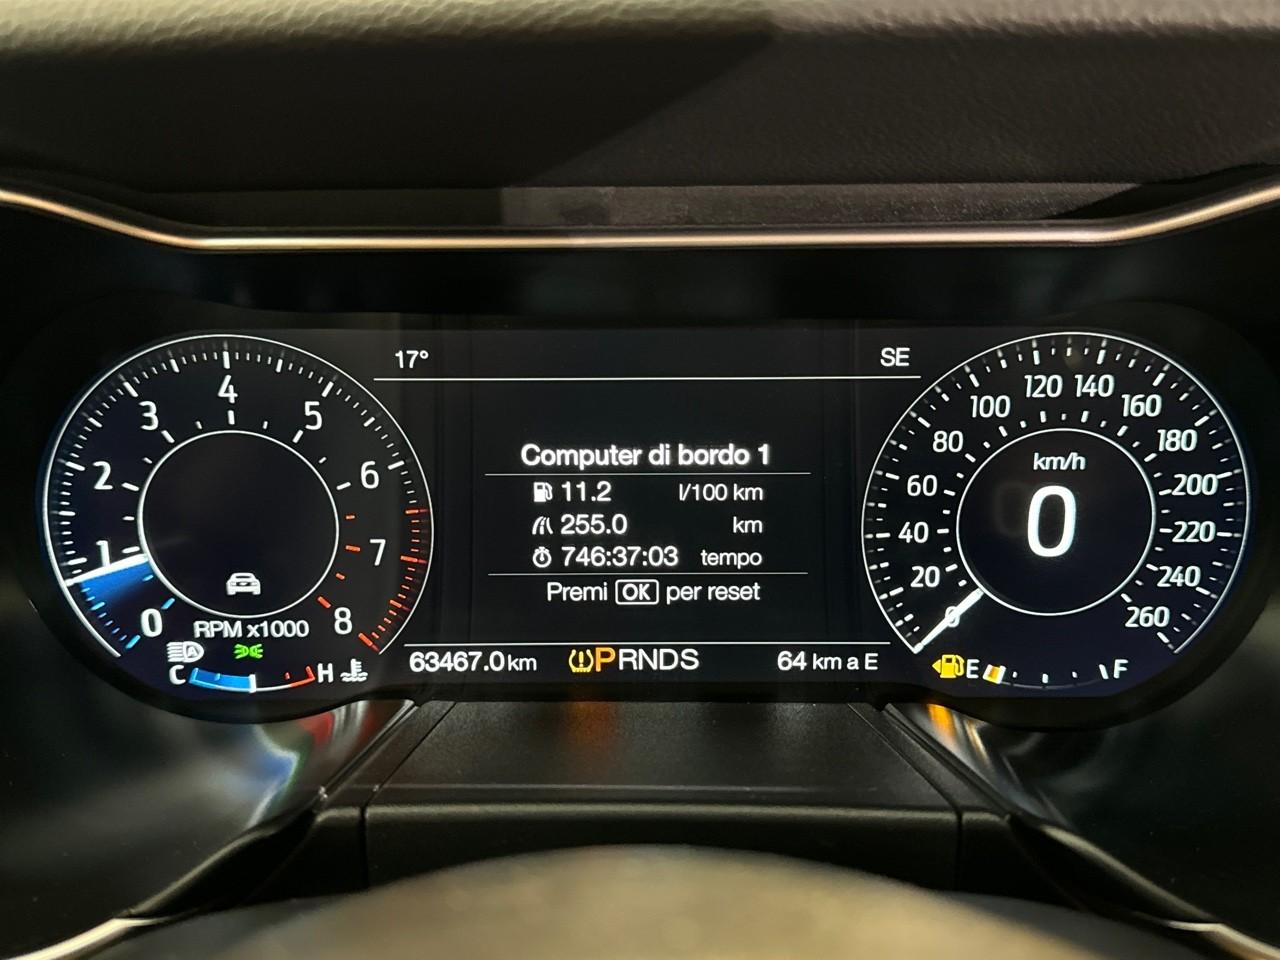 17°
SE
Computer di bordo 1
11.2 l/100 km
255.0 km
746:37:03 tempo
Premi OK per reset
63467.0 km
PRNDS
64 km a E
0
1
2
3
4
5
6
7
8
RPM x1000
A
C
H
0
20
40
60
80
100
120
140
160
180
200
220
240
260
km/h
0
E
F